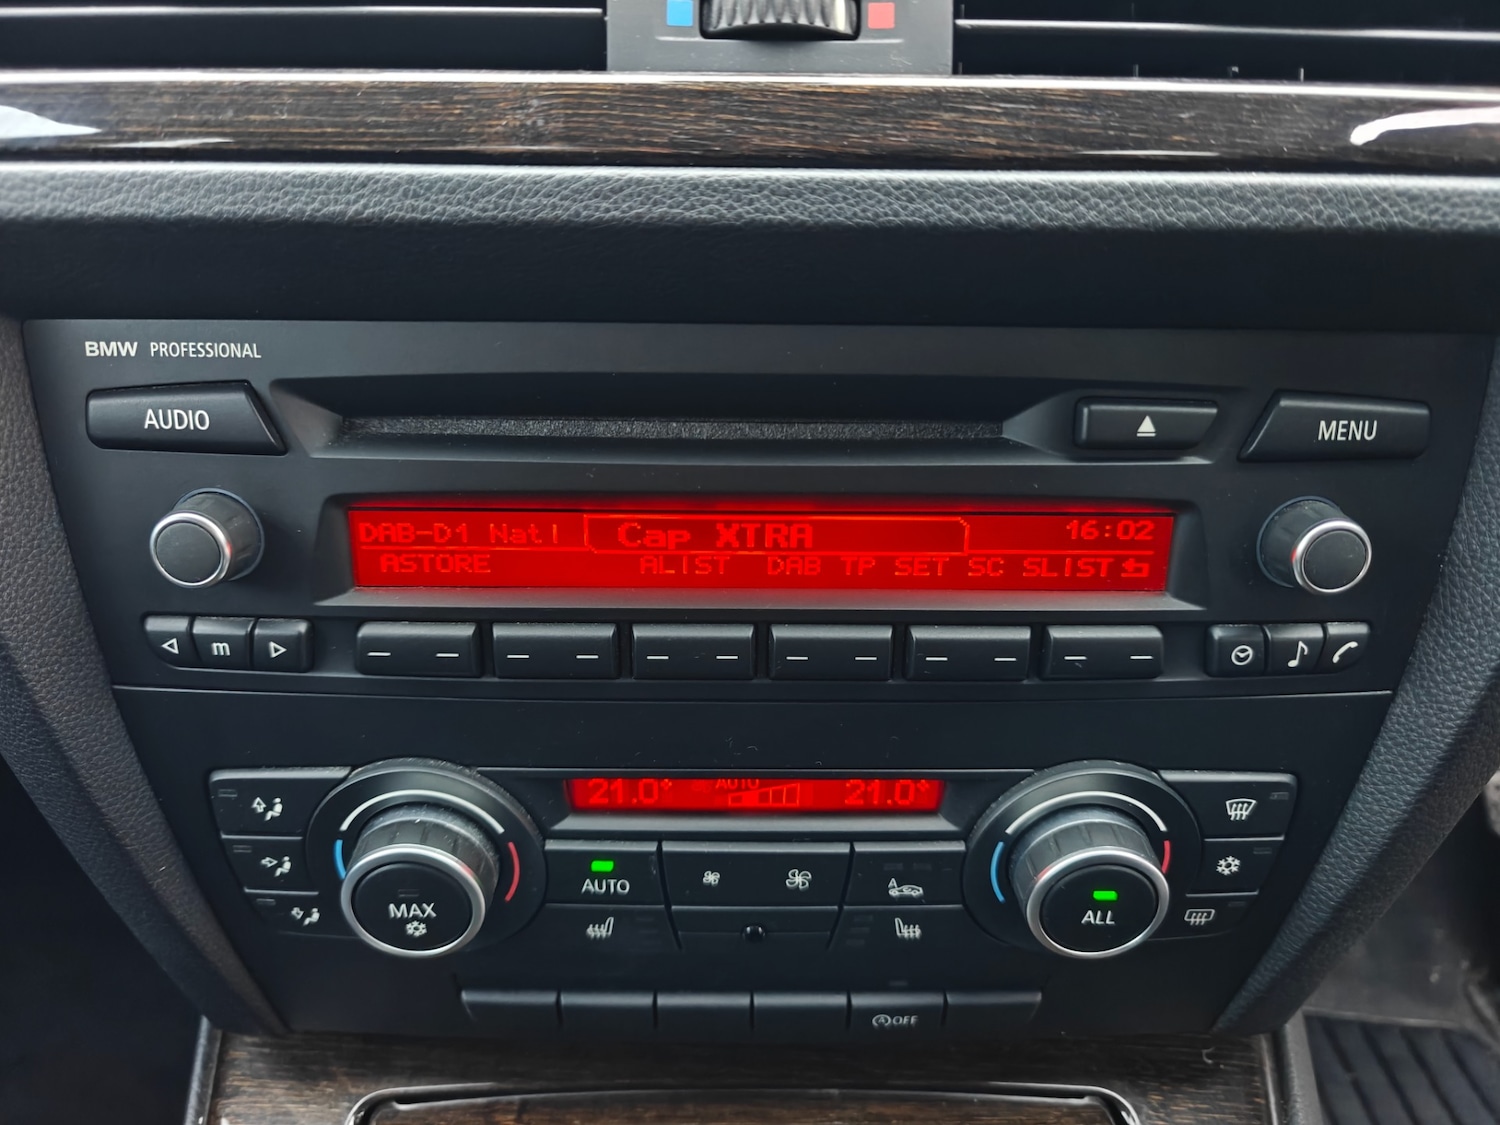 BMW PROFESSIONAL
AUDIO
MENU
DAB-D1 Natl Cap XTRA 16:02
ASTORE ALIST DAB TP SET SC SLIST
m
21.0° AUTO 21.0°
AUTO
A
MAX
ALL
A OFF